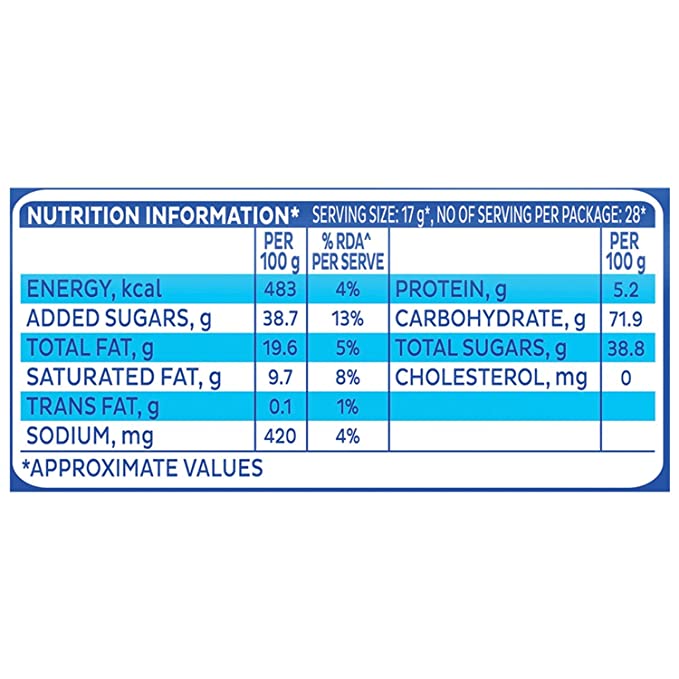 NUTRITION INFORMATION* SERVING SIZE: 17 g*, NO OF SERVING PER PACKAGE: 28*
PER 100 g % RDA^ PER SERVE PER 100 g
ENERGY, kcal 483 4% PROTEIN, g 5.2
ADDED SUGARS, g 38.7 13% CARBOHYDRATE, g 71.9
TOTAL FAT, g 19.6 5% TOTAL SUGARS, g 38.8
SATURATED FAT, g 9.7 8% CHOLESTEROL, mg 0
TRANS FAT, g 0.1 1%
SODIUM, mg 420 4%
*APPROXIMATE VALUES